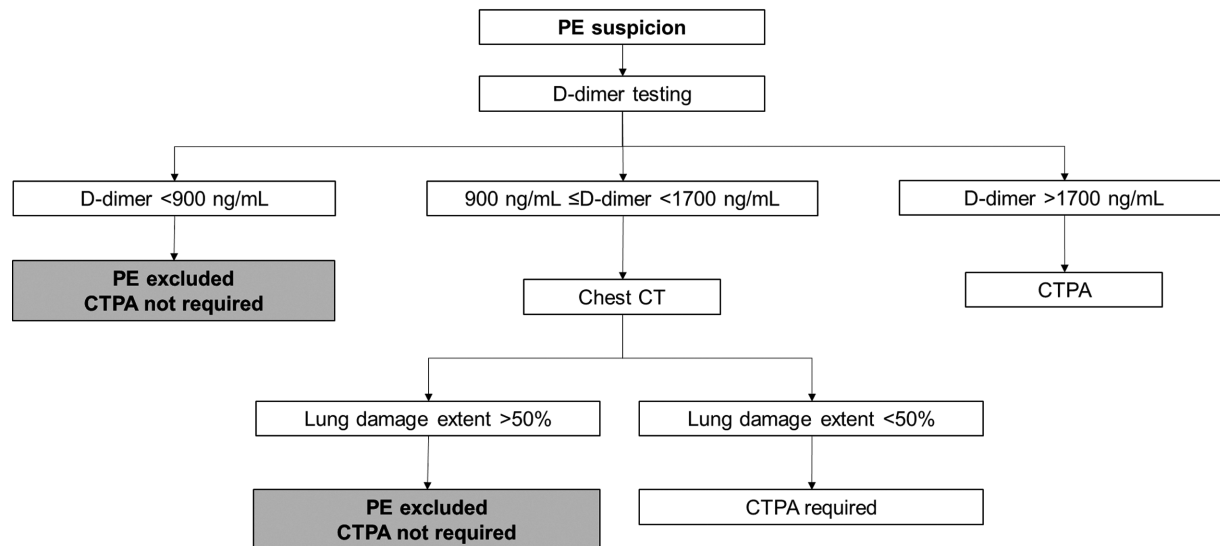 PE suspicion
D-dimer testing
D-dimer <900 ng/mL
900 ng/mL ≤D-dimer <1700 ng/mL
D-dimer >1700 ng/mL
PE excluded
CTPA not required
Chest CT
CTPA
Lung damage extent >50%
Lung damage extent <50%
PE excluded
CTPA not required
CTPA required